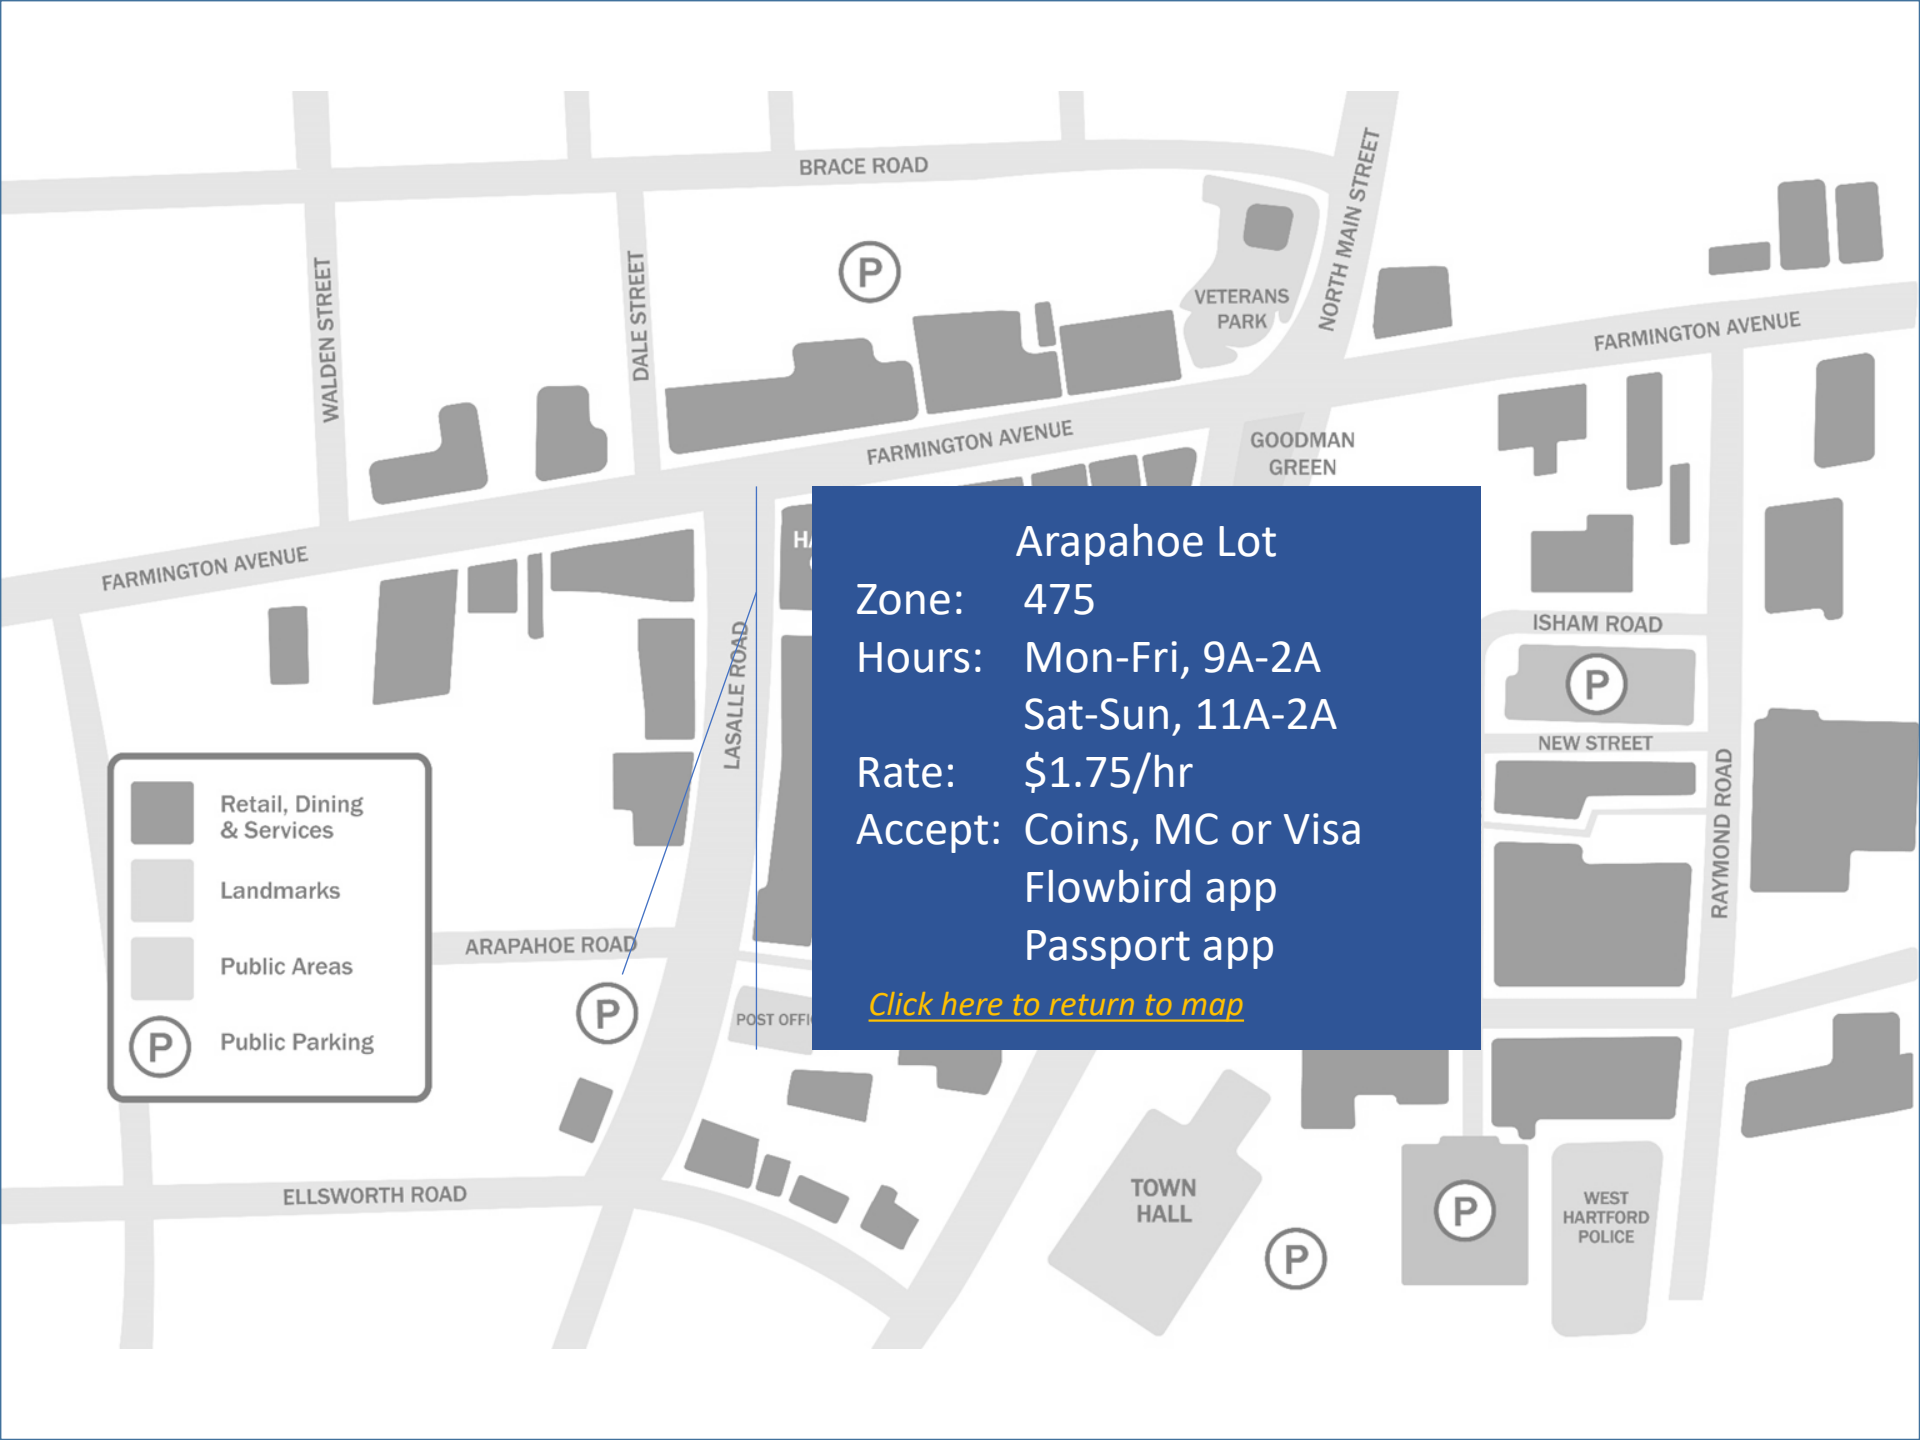 BRACE ROAD
NORTH MAIN STREET
WALDEN STREET
DALE STREET
P
VETERANS
PARK
FARMINGTON AVENUE
FARMINGTON AVENUE
GOODMAN
GREEN
FARMINGTON AVENUE
LASALLE ROAD
Arapahoe Lot
Zone: 475
Hours: Mon-Fri, 9A-2A
Sat-Sun, 11A-2A
Rate: $1.75/hr
Accept: Coins, MC or Visa
Flowbird app
Passport app
Click here to return to map
ISHAM ROAD
P
NEW STREET
RAYMOND ROAD
Retail, Dining
& Services
Landmarks
Public Areas
P Public Parking
ARAPAHOE ROAD
P
POST
ELLSWORTH ROAD
TOWN
HALL
P
P
WEST
HARTFORD
POLICE